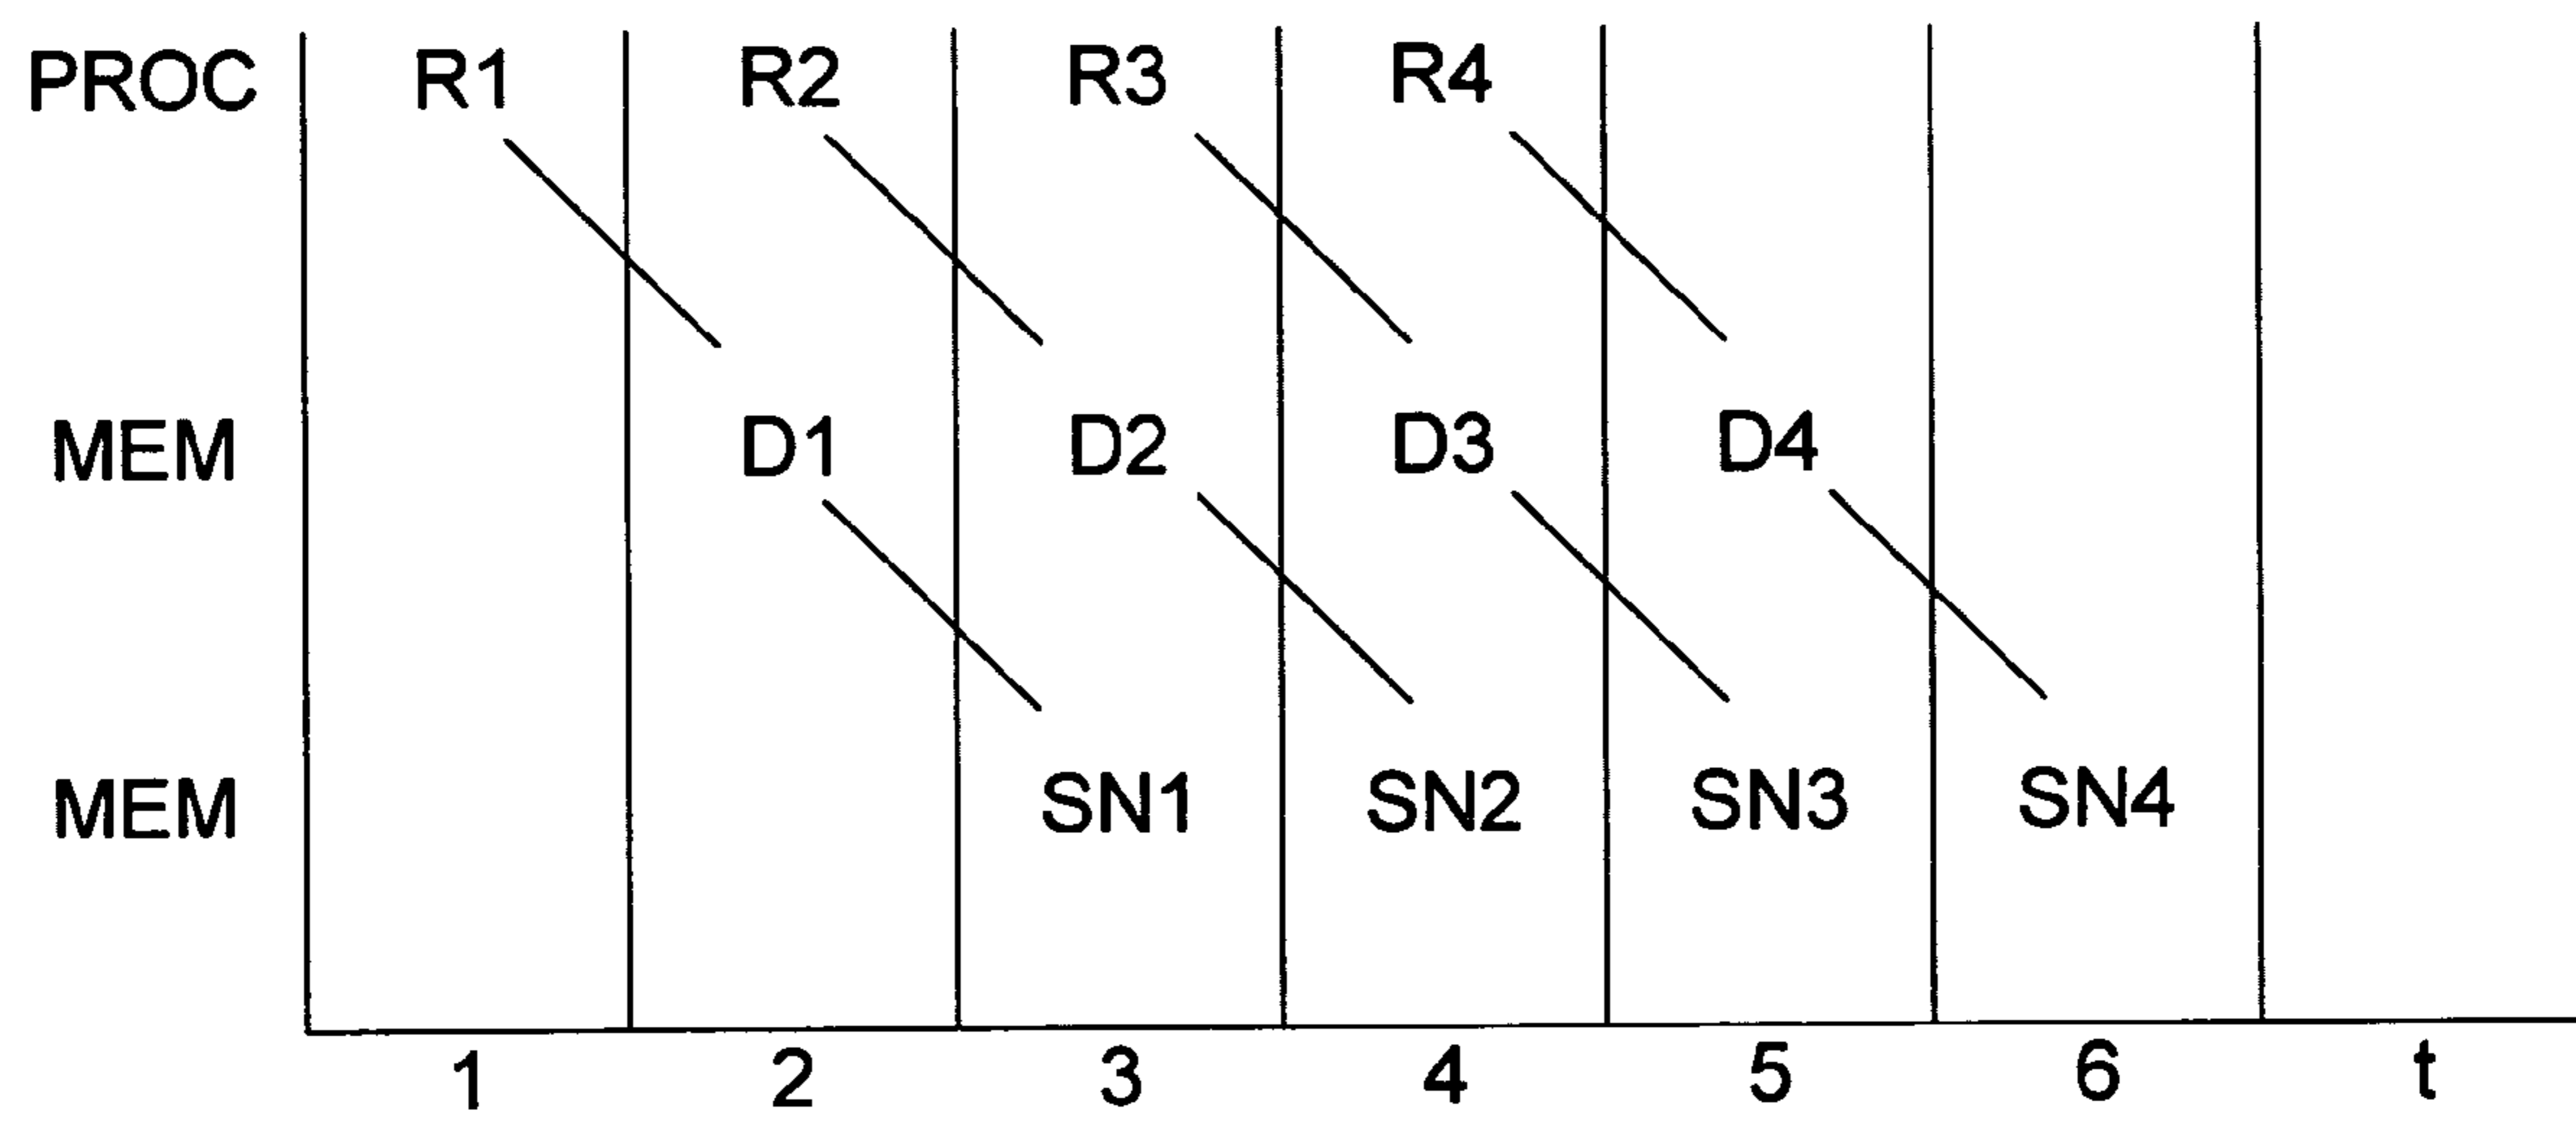 PROC R1 R2 R3 R4
MEM D1 D2 D3 D4
MEM SN1 SN2 SN3 SN4
1 2 3 4 5 6 t